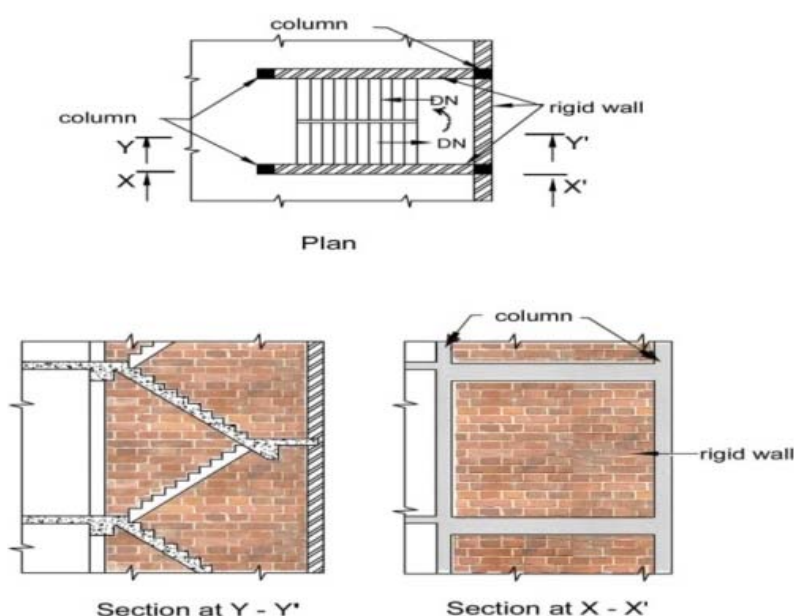 column
column
DN
rigid wall
Y
DN
Y'
X
X'
Plan
column
rigid wall
Section at Y - Y'
Section at X - X'